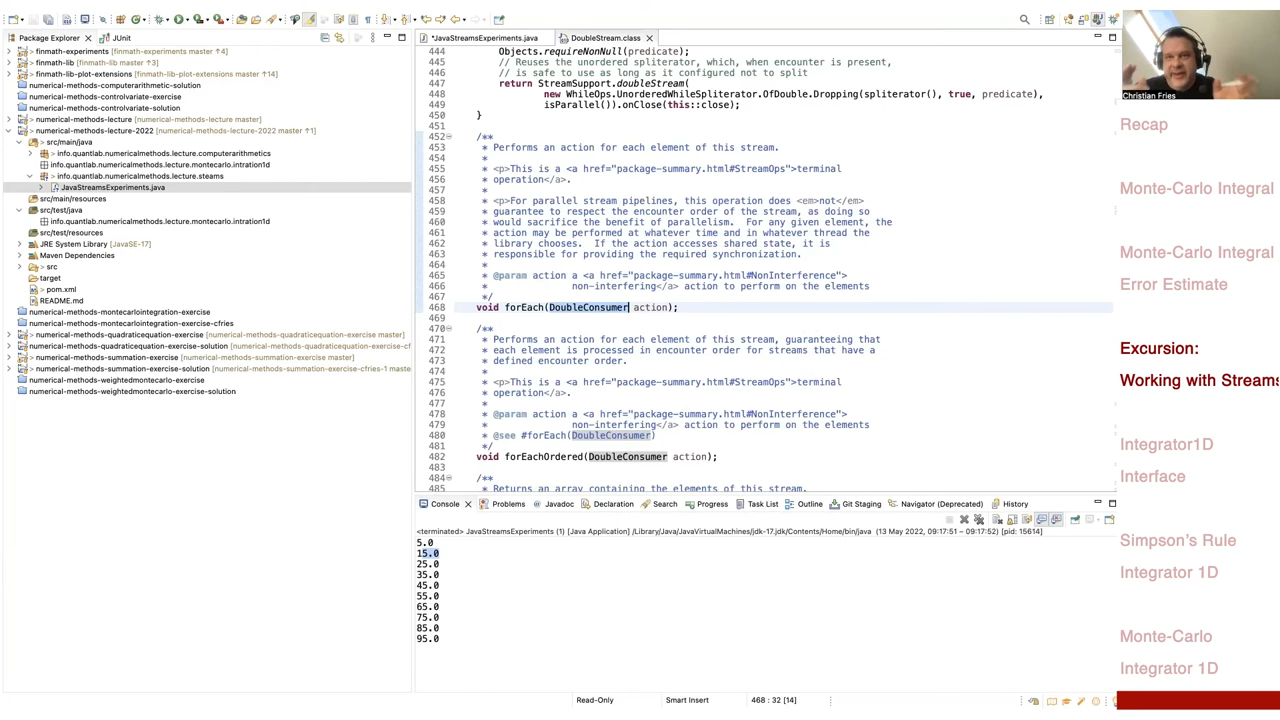 Package Explorer
JUnit
finmath-experiments [finmath-experiments master ↑4]
finmath-lib [finmath-lib master ↑3]
finmath-lib-plot-extensions [finmath-lib-plot-extensions master ↑14]
numerical-methods-computerarithmetic-solution
numerical-methods-controlvariate-exercise
numerical-methods-controlvariate-solution
> numerical-methods-lecture [numerical-methods-lecture master]
> numerical-methods-lecture-2022 [numerical-methods-lecture-2022 master ↑1]
> src/main/java
> info.quantlab.numericalmethods.lecture.computerarithmetics
info.quantlab.numericalmethods.lecture.montecarlo.intration1d
> info.quantlab.numericalmethods.lecture.steams
JavaStreamsExperiments.java
src/main/resources
src/test/java
info.quantlab.numericalmethods.lecture.montecarlo.intration1d
src/test/resources
JRE System Library [JavaSE-17]
Maven Dependencies
> src
target
pom.xml
README.md
numerical-methods-montecarlointegration-exercise
numerical-methods-montecarlointegration-exercise-cfries
> numerical-methods-quadraticequation-exercise [numerical-methods-quadraticequation-exercise master]
> numerical-methods-quadraticequation-exercise-solution [numerical-methods-quadraticequation-exercise-cf
> numerical-methods-summation-exercise [numerical-methods-summation-exercise master]
> numerical-methods-summation-exercise-solution [numerical-methods-summation-exercise-cfries-1 maste
numerical-methods-weightedmontecarlo-exercise
numerical-methods-weightedmontecarlo-exercise-solution
*JavaStreamsExperiments.java
DoubleStream.class
444 Objects.requireNonNull(predicate);
445 // Reuses the unordered spliterator, which, when encounter is present,
446 // is safe to use as long as it configured not to split
447 return StreamSupport.doubleStream(
448 new WhileOps.UnorderedWhileSpliterator.OfDouble.Dropping(spliterator(), true, predicate),
449 isParallel()).onClose(this::close);
450 }
452 /**
453 * Performs an action for each element of this stream.
454 *
455 * <p>This is a <a href="package-summary.html#StreamOps">terminal
456 * operation</a>.
457 *
458 * <p>For parallel stream pipelines, this operation does <em>not</em>
459 * guarantee to respect the encounter order of the stream, as doing so
460 * would sacrifice the benefit of parallelism. For any given element, the
461 * action may be performed at whatever time and in whatever thread the
462 * library chooses. If the action accesses shared state, it is
463 * responsible for providing the required synchronization.
464 *
465 * @param action a <a href="package-summary.html#NonInterference">
466 * non-interfering</a> action to perform on the elements
467 */
468 void forEach(DoubleConsumer action);
469
470 /**
471 * Performs an action for each element of this stream, guaranteeing that
472 * each element is processed in encounter order for streams that have a
473 * defined encounter order.
474 *
475 * <p>This is a <a href="package-summary.html#StreamOps">terminal
476 * operation</a>.
477 *
478 * @param action a <a href="package-summary.html#NonInterference">
479 * non-interfering</a> action to perform on the elements
480 * @see #forEach(DoubleConsumer)
481 */
482 void forEachOrdered(DoubleConsumer action);
483
484 /**
485 * Returns an array containing the elements of this stream.
Console
Problems
Javadoc
Declaration
Search
Progress
Task List
Outline
Git Staging
Navigator (Deprecated)
History
<terminated> JavaStreamsExperiments (1) [Java Application] /Library/Java/JavaVirtualMachines/jdk-17.jdk/Contents/Home/bin/java (13 May 2022, 09:17:51 – 09:17:52) [pid: 15614]
5.0
15.0
25.0
35.0
45.0
55.0
65.0
75.0
85.0
95.0
Read-Only
Smart Insert
468 : 32 [14]
Christian Fries
Recap
Monte-Carlo Integral
Monte-Carlo Integral
Error Estimate
Excursion:
Working with Streams
Integrator1D
Interface
Simpson's Rule
Integrator 1D
Monte-Carlo
Integrator 1D